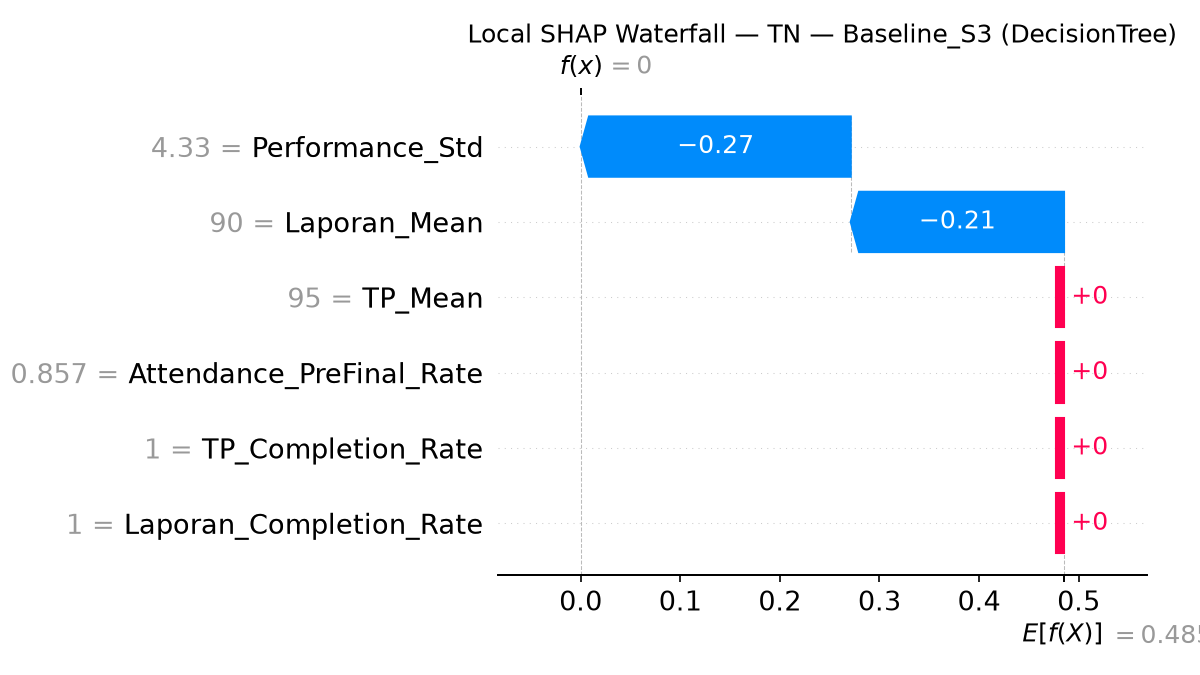 Local SHAP Waterfall — TN — Baseline_S3 (DecisionTree)
f(x) = 0
4.33 = Performance_Std
−0.27
90 = Laporan_Mean
−0.21
95 = TP_Mean
+0
0.857 = Attendance_PreFinal_Rate
+0
1 = TP_Completion_Rate
+0
1 = Laporan_Completion_Rate
+0
0.0 0.1 0.2 0.3 0.4 0.5
E[f(X)] = 0.485